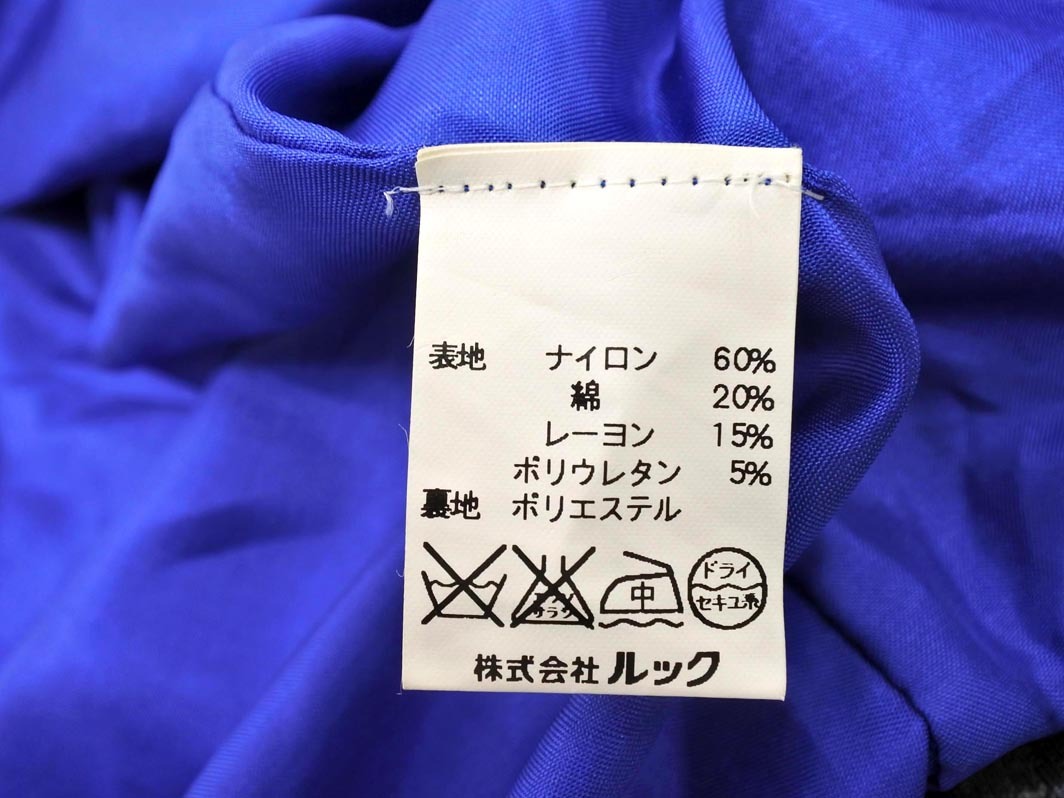 表地 ナイロン 60%
綿 20%
レーヨン 15%
ポリウレタン 5%
裏地 ポリエステル
中
ドライ
セキユ系
株式会社 ルック